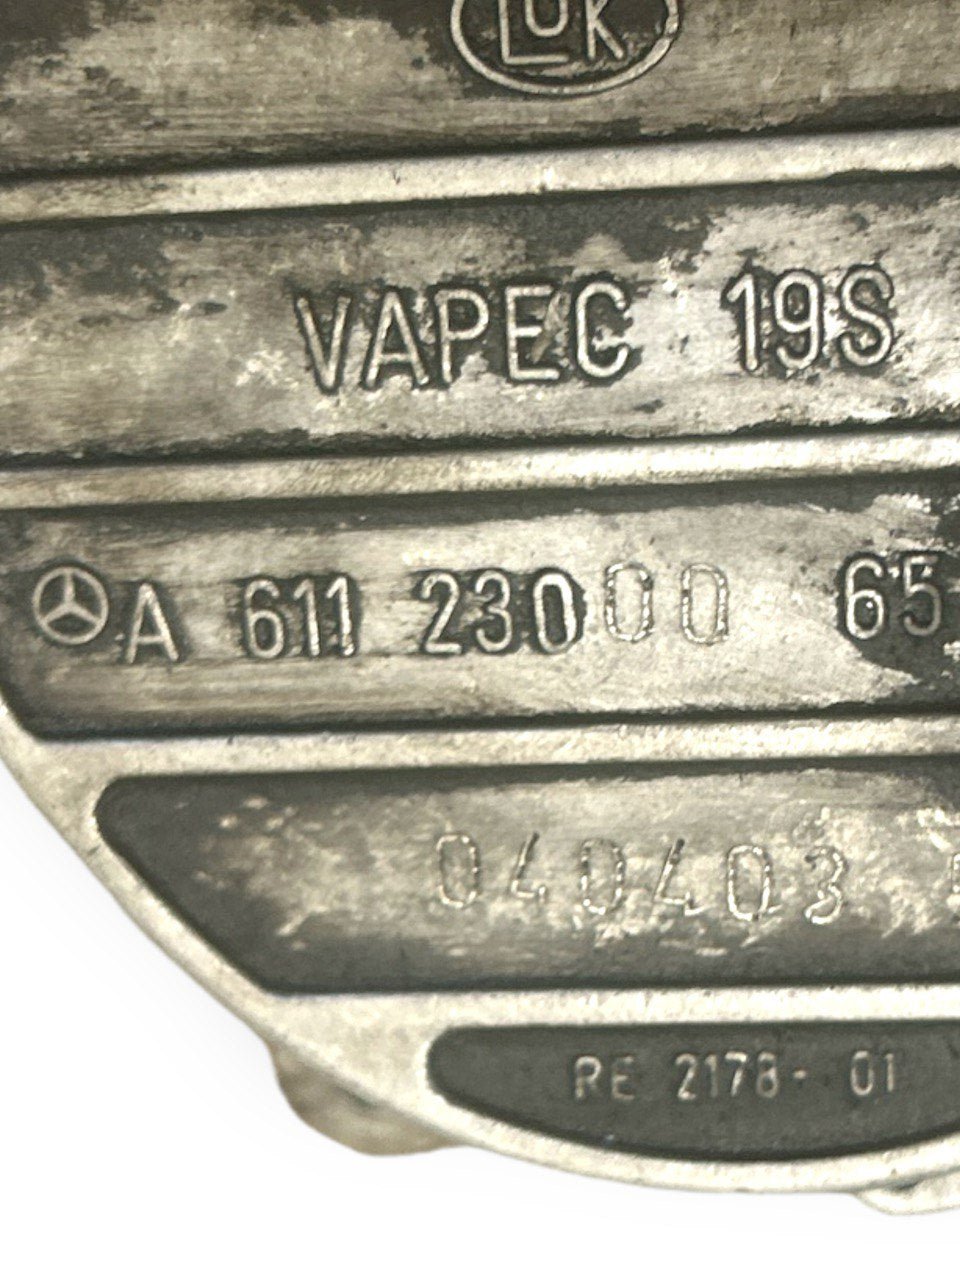 LUK
VAPEC 19S
A 611 230 00 65
040403
RE 2178- 01